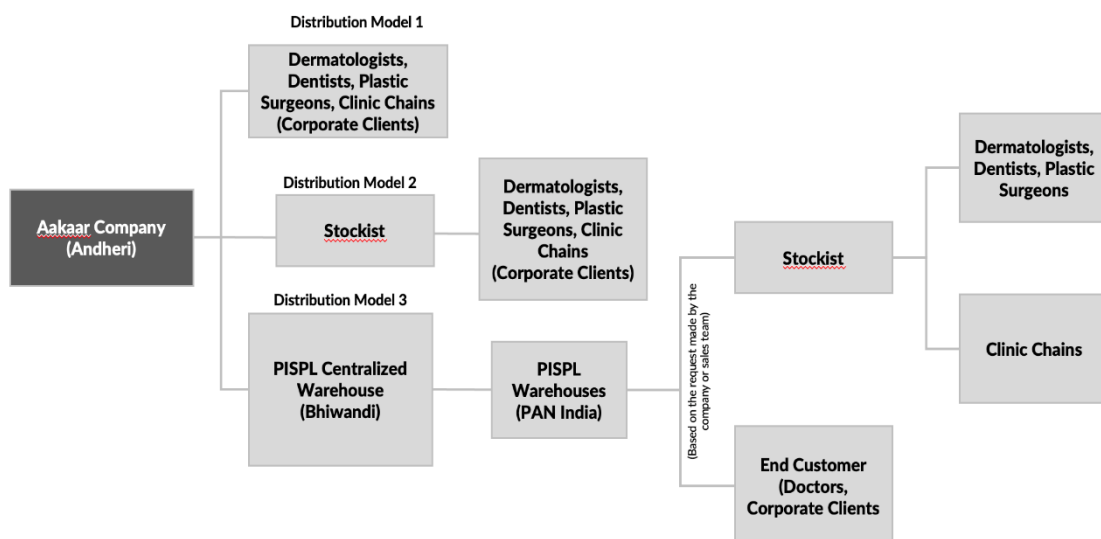 Distribution Model 1
Dermatologists,
Dentists, Plastic
Surgeons, Clinic Chains
(Corporate Clients)
Aakaar Company
(Andheri)
Distribution Model 2
Stockist
Dermatologists,
Dentists, Plastic
Surgeons, Clinic
Chains
(Corporate Clients)
Distribution Model 3
PISPL Centralized
Warehouse
(Bhiwandi)
PISPL
Warehouses
(PAN India)
(Based on the request made by the
company or sales team)
Stockist
Dermatologists,
Dentists, Plastic
Surgeons
Clinic Chains
End Customer
(Doctors,
Corporate Clients